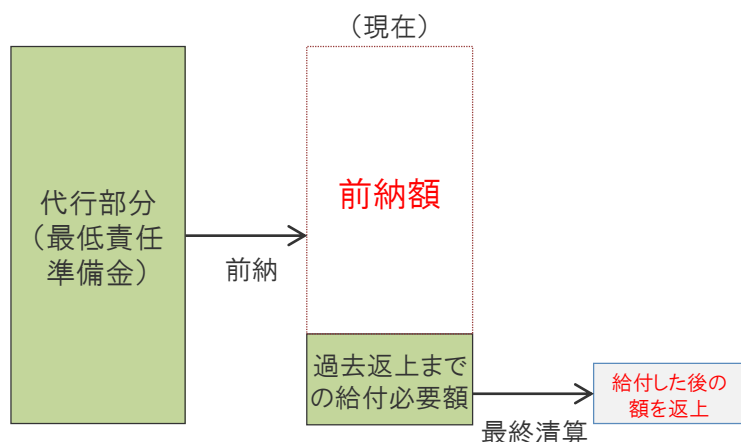 （現在）
代行部分
（最低責任
準備金）
前納
前納額
過去返上まで
の給付必要額
最終清算
給付した後の
額を返上